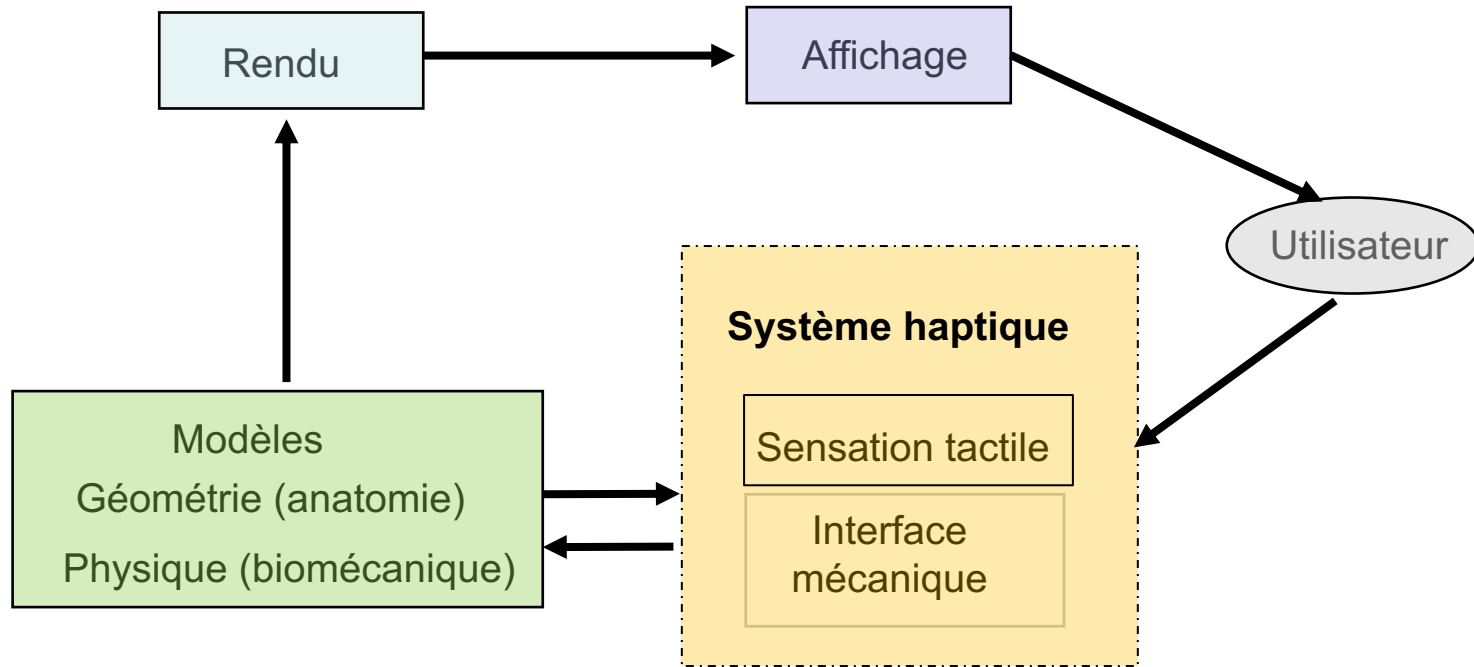 Rendu
Affichage
Utilisateur
Système haptique
Sensation tactile
Interface
mécanique
Modèles
Géométrie (anatomie)
Physique (biomécanique)